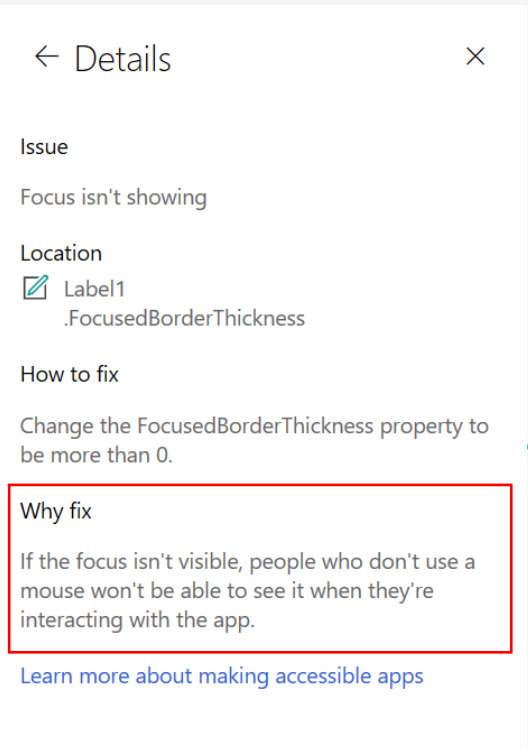 Details
Issue
Focus isn't showing
Location
Label1
.FocusedBorderThickness
How to fix
Change the FocusedBorderThickness property to
be more than 0.
Why fix
If the focus isn't visible, people who don't use a
mouse won't be able to see it when they're
interacting with the app.
Learn more about making accessible apps